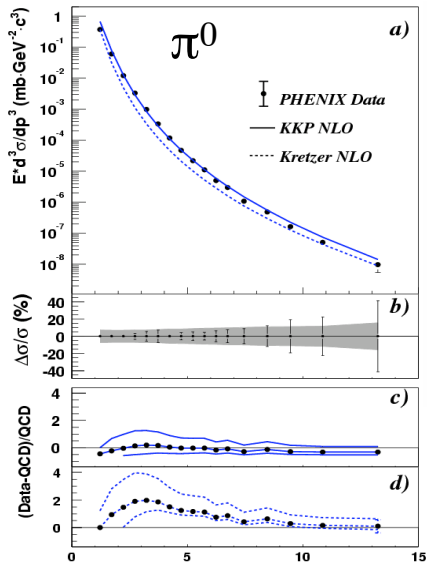 π⁰
a)
E*d³σ/dp³ (mb·GeV⁻²·c³)
1
10⁻¹
10⁻²
10⁻³
10⁻⁴
10⁻⁵
10⁻⁶
10⁻⁷
10⁻⁸
PHENIX Data
KKP NLO
Kretzer NLO
b)
Δσ/σ (%)
40
20
0
-20
-40
c)
(Data-QCD)/QCD
4
2
0
d)
4
2
0
0
5
10
15